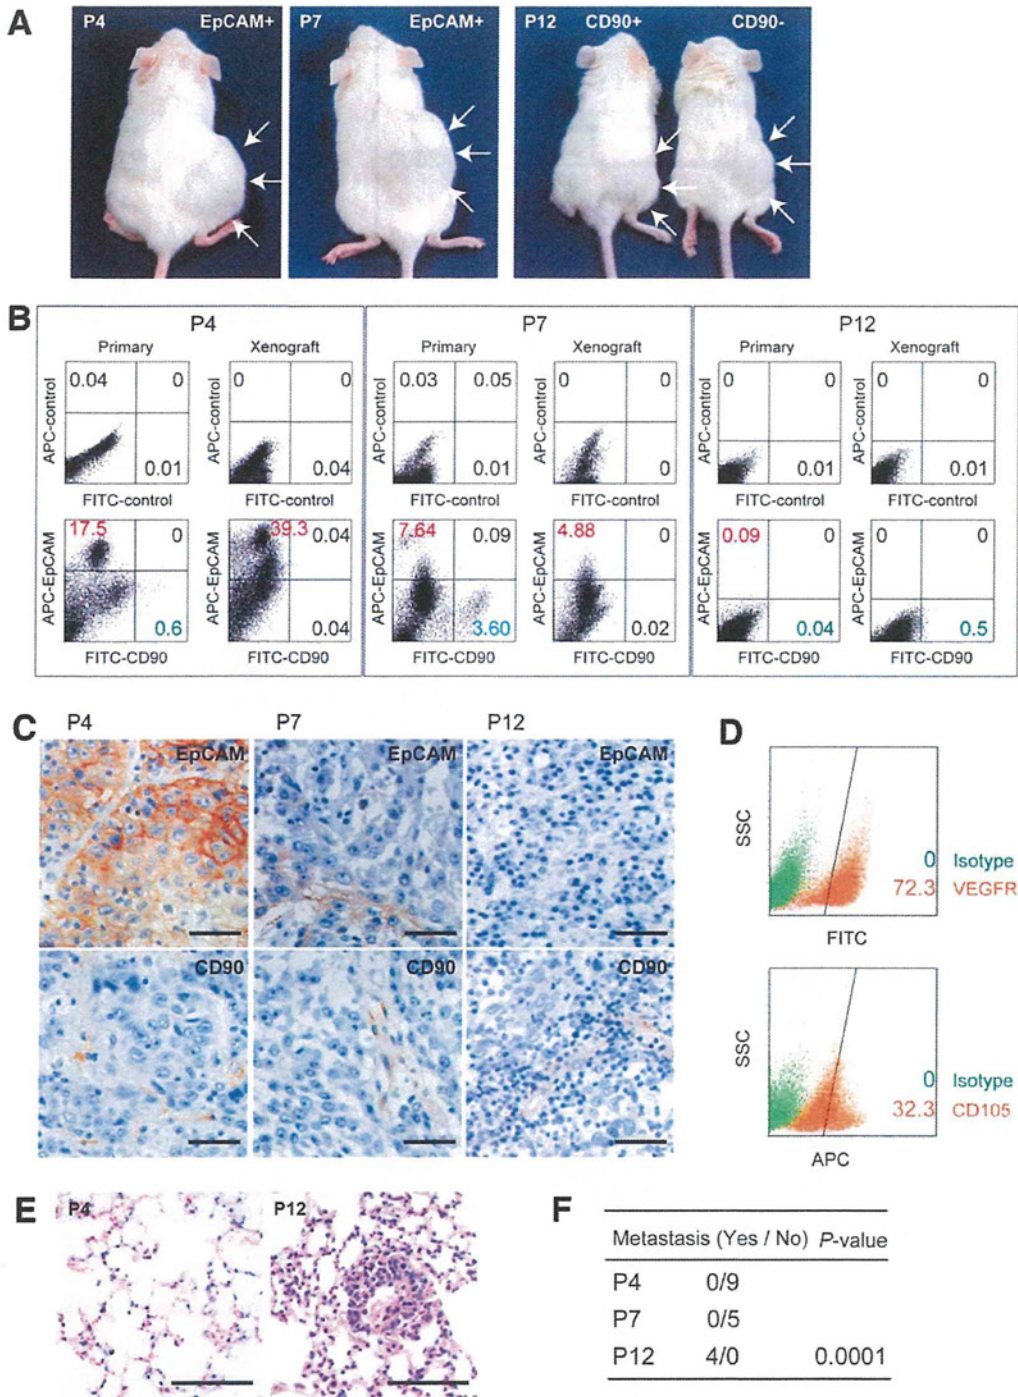 A
P4 EpCAM+
P7 EpCAM+
P12 CD90+ CD90-
B
P4 P7 P12
Primary Xenograft Primary Xenograft Primary Xenograft
APC-control 0.04 0 0.01 FITC-control
APC-control 0 0 0.04 FITC-control
APC-control 0.03 0.05 0.01 FITC-control
APC-control 0 0 0 FITC-control
APC-control 0 0 0.01 FITC-control
APC-control 0 0 0.01 FITC-control
APC-EpCAM 17.5 0 0.6 FITC-CD90
APC-EpCAM 39.3 0.04 0.04 FITC-CD90
APC-EpCAM 7.64 0.09 3.60 FITC-CD90
APC-EpCAM 4.88 0 0.02 FITC-CD90
APC-EpCAM 0.09 0 0.04 FITC-CD90
APC-EpCAM 0 0 0.5 FITC-CD90
C
P4 P7 P12
EpCAM EpCAM EpCAM
CD90 CD90 CD90
D
SSC
0 Isotype
72.3 VEGFR
FITC
SSC
0 Isotype
32.3 CD105
APC
E
P4 P12
F
Metastasis (Yes / No) P-value
P4 0/9
P7 0/5
P12 4/0 0.0001